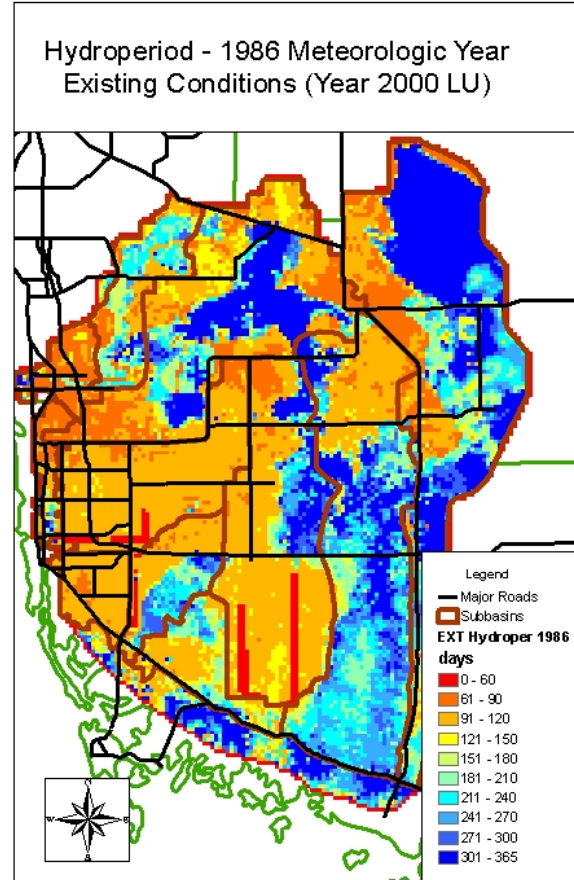 Hydroperiod - 1986 Meteorologic Year
Existing Conditions (Year 2000 LU)
Legend
Major Roads
Subbasins
EXT Hydroper 1986
days
0 - 60
61 - 90
91 - 120
121 - 150
151 - 180
181 - 210
211 - 240
241 - 270
271 - 300
301 - 365